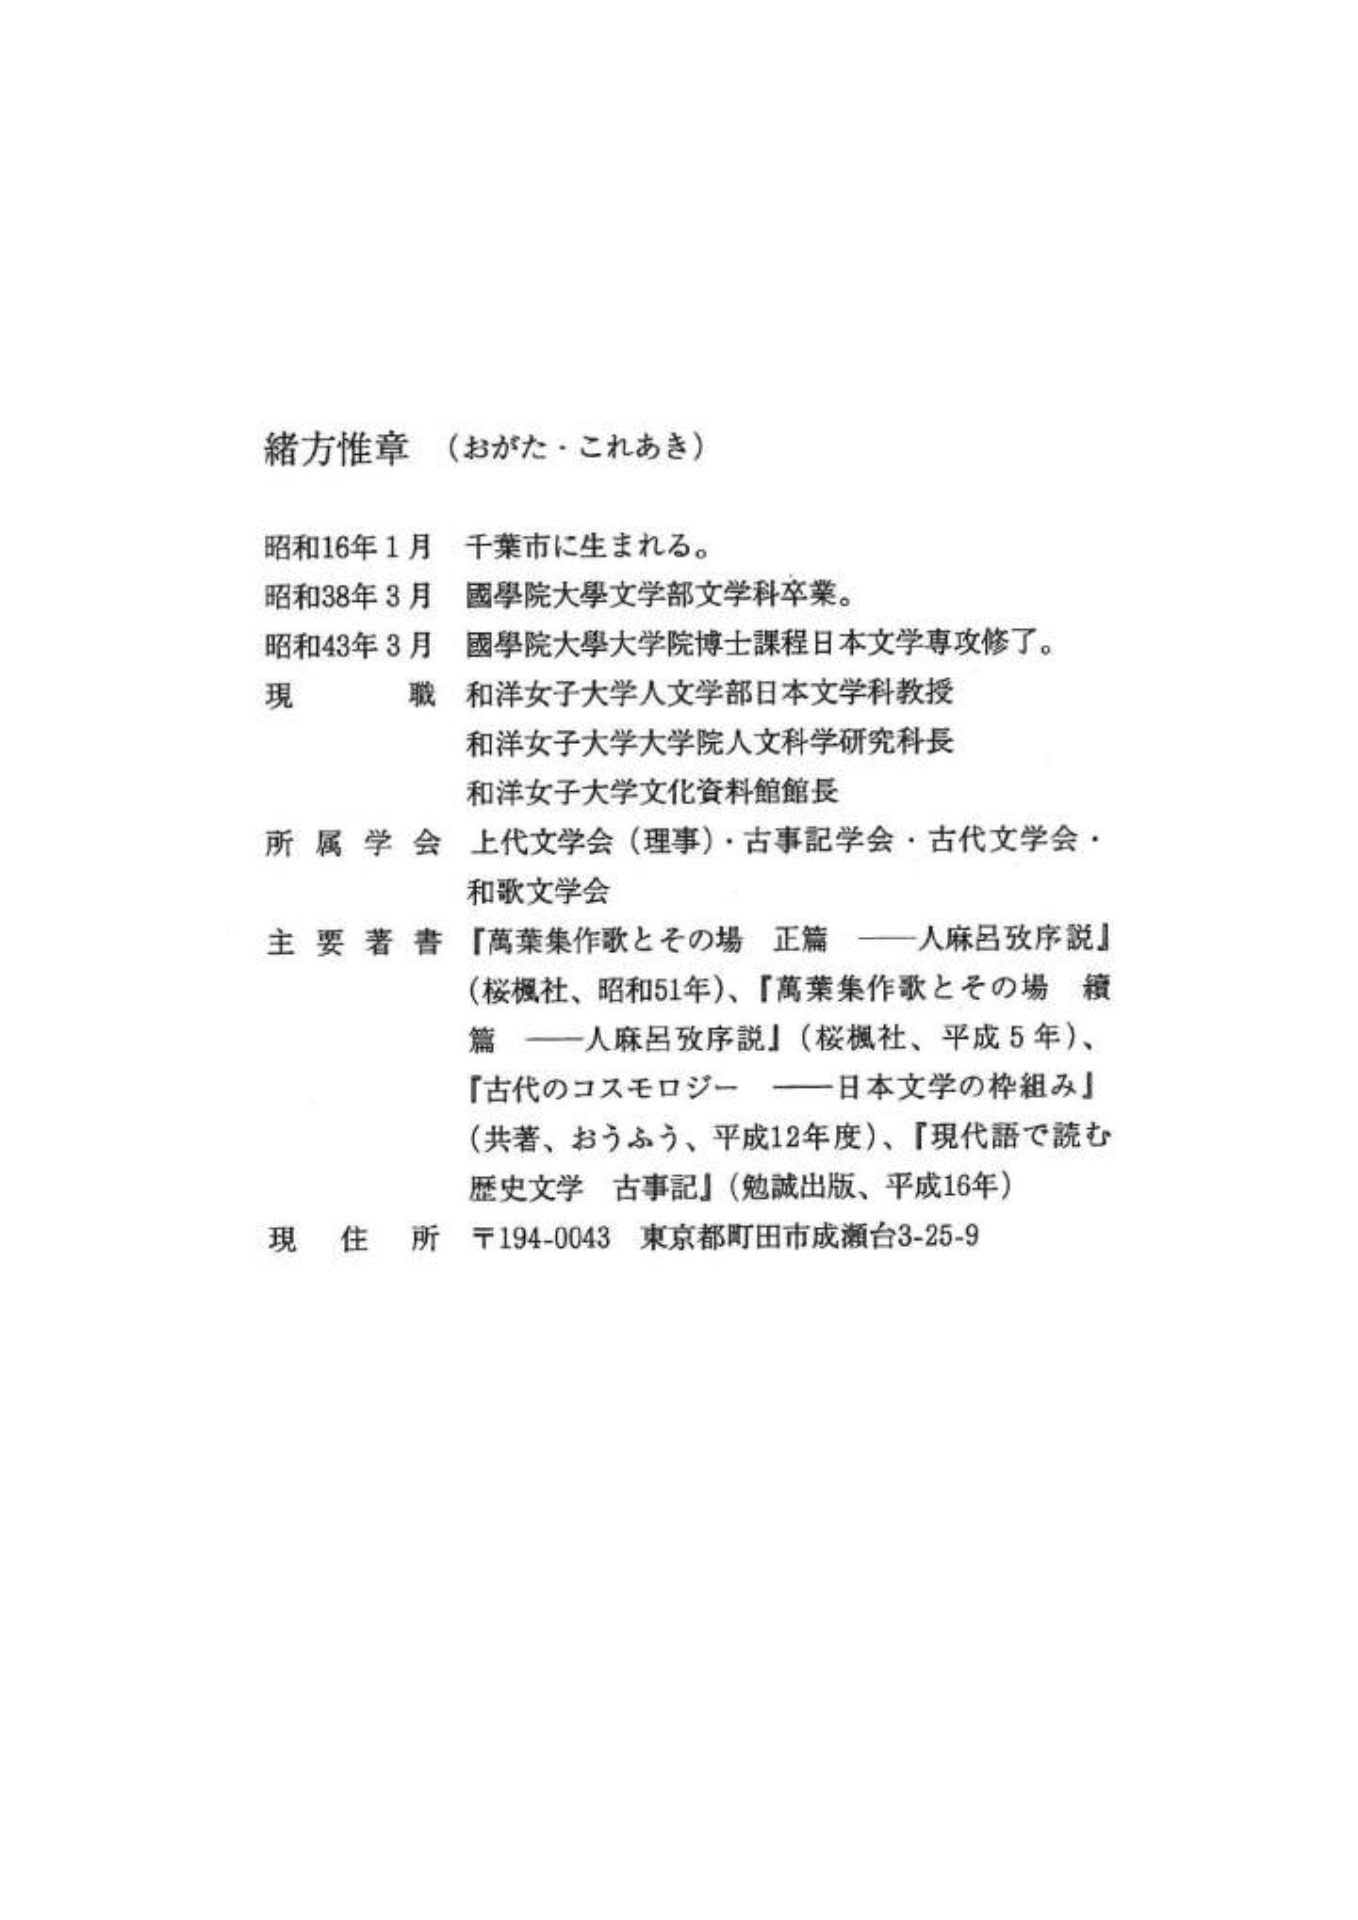 緒方惟章　（おがた・これあき）
昭和16年1月　千葉市に生まれる。
昭和38年3月　國學院大學文学部文学科卒業。
昭和43年3月　國學院大學大学院博士課程日本文学専攻修了。
現職　和洋女子大学人文学部日本文学科教授
和洋女子大学大学院人文科学研究科長
和洋女子大学文化資料館館長
所属学会　上代文学会（理事）・古事記学会・古代文学会・
和歌文学会
主要著書　『萬葉集作歌とその場　正篇　――人麻呂攷序説』
（桜楓社、昭和51年）、『萬葉集作歌とその場　續
篇　――人麻呂攷序説』（桜楓社、平成5年）、
『古代のコスモロジー　――日本文学の枠組み』
（共著、おうふう、平成12年度）、『現代語で読む
歴史文学　古事記』（勉誠出版、平成16年）
現住所　〒194-0043　東京都町田市成瀬台3-25-9